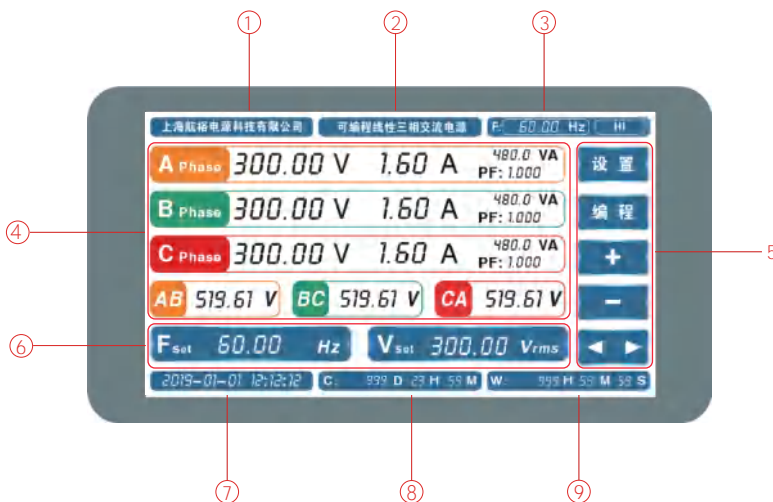 ① ② ③
上海航裕电源科技有限公司 可编程线性三相交流电源 F: 60.00 Hz HI
A Phase 300.00 V 1.60 A 480.0 VA PF: 1.000
设置
B Phase 300.00 V 1.60 A 480.0 VA PF: 1.000
编程
④
C Phase 300.00 V 1.60 A 480.0 VA PF: 1.000
+
5
AB 519.61 V BC 519.61 V CA 519.61 V
−
⑥
Fset 60.00 Hz Vset 300.00 Vrms
◀ ▶
2019-01-01 12:12:12 C: 999 D 23 H 59 M W: 999 H 59 M 59 S
⑦ ⑧ ⑨